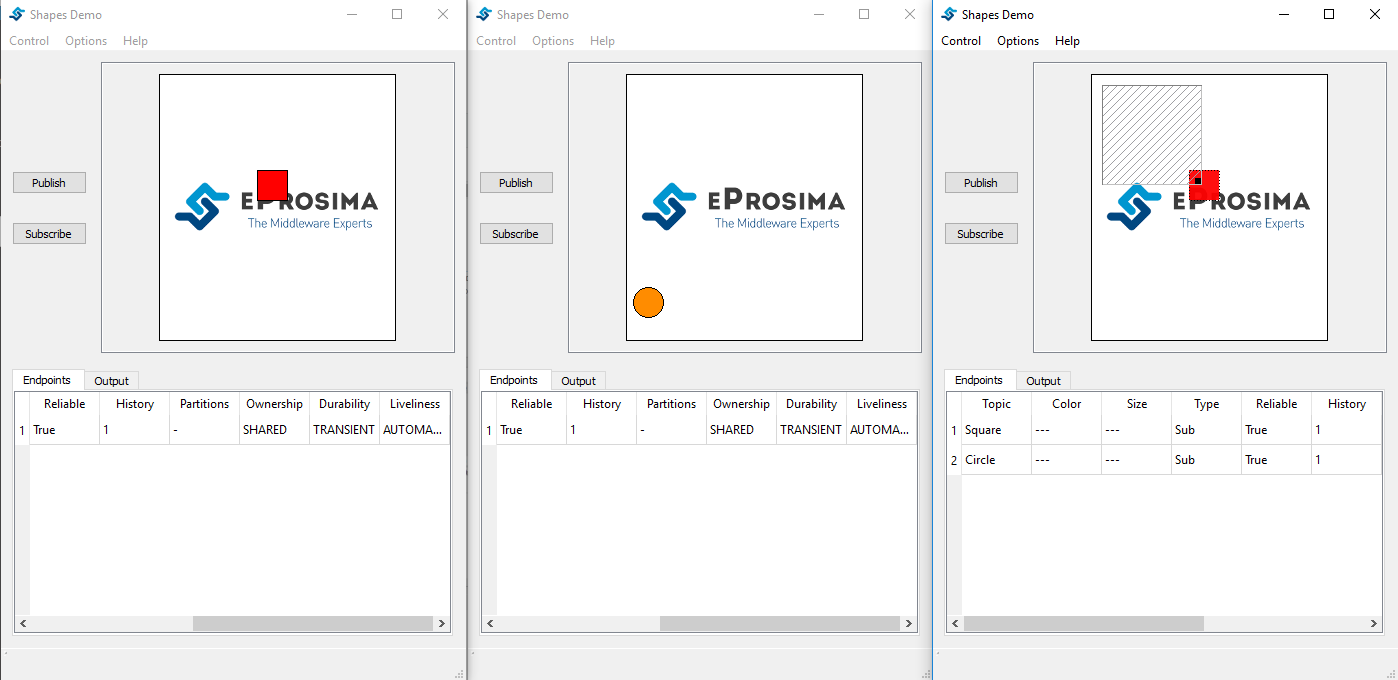 Shapes Demo
Control Options Help
Publish
Subscribe
EPROSIMA
The Middleware Experts
Endpoints Output
Reliable History Partitions Ownership Durability Liveliness
1 True 1 - SHARED TRANSIENT AUTOMA...
Shapes Demo
Control Options Help
Publish
Subscribe
EPROSIMA
The Middleware Experts
Endpoints Output
Reliable History Partitions Ownership Durability Liveliness
1 True 1 - SHARED TRANSIENT AUTOMA...
Shapes Demo
Control Options Help
Publish
Subscribe
EPROSIMA
The Middleware Experts
Endpoints Output
Topic Color Size Type Reliable History
1 Square --- --- Sub True 1
2 Circle --- --- Sub True 1